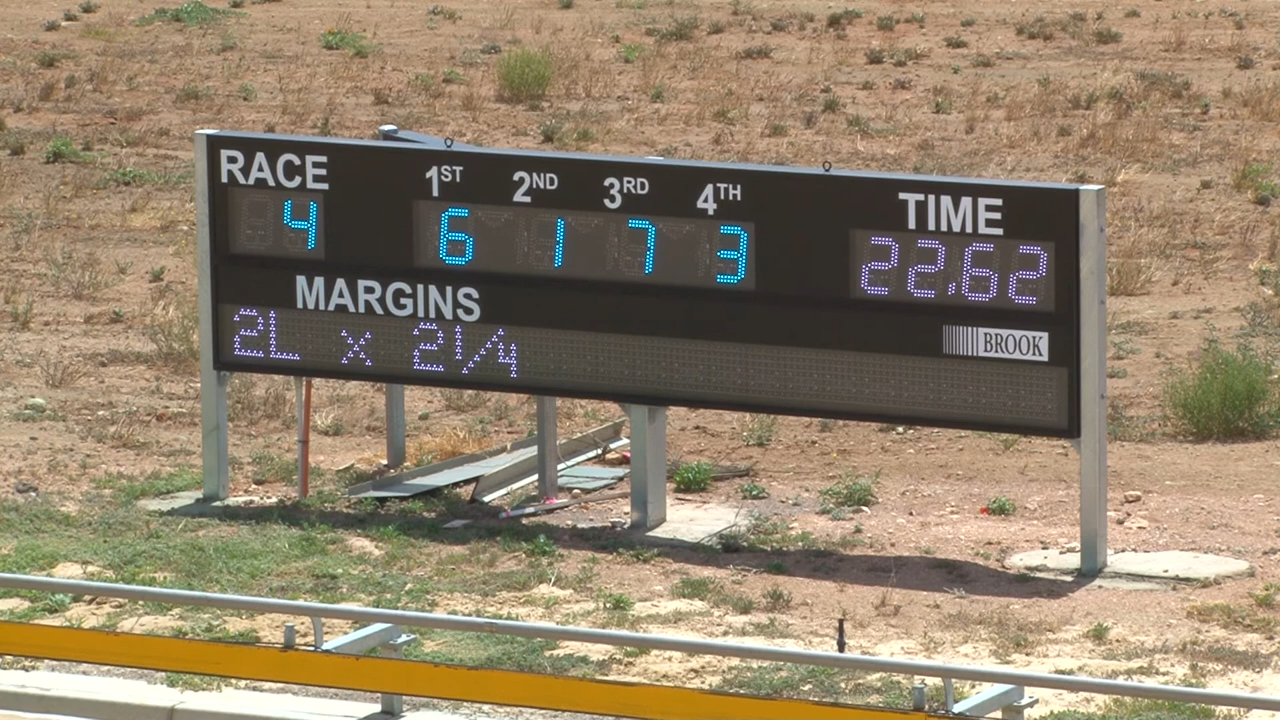 RACE 1ST 2ND 3RD 4TH TIME
4 6 1 7 3 22.62
MARGINS
BROOK
2L x 2 1/4